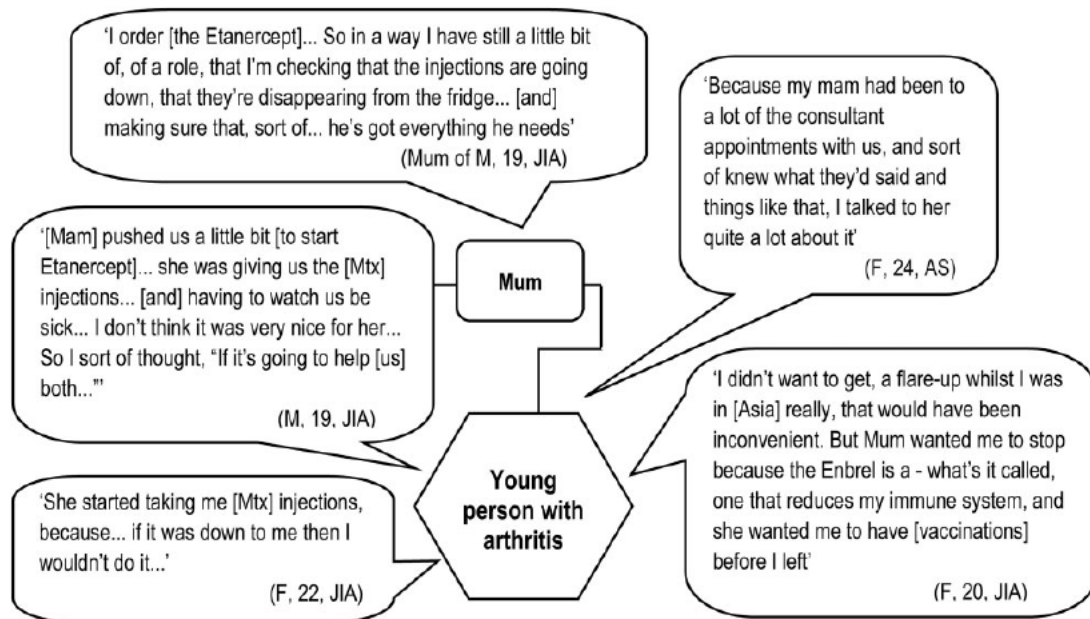 ‘I order [the Etanercept]... So in a way I have still a little bit
of, of a role, that I’m checking that the injections are going
down, that they’re disappearing from the fridge... [and]
making sure that, sort of... he’s got everything he needs’
(Mum of M, 19, JIA)
‘Because my mam had been to
a lot of the consultant
appointments with us, and sort
of knew what they’d said and
things like that, I talked to her
quite a lot about it’
(F, 24, AS)
‘[Mam] pushed us a little bit [to start
Etanercept]... she was giving us the [Mtx]
injections... [and] having to watch us be
sick... I don’t think it was very nice for her...
So I sort of thought, “If it’s going to help [us]
both...”’
(M, 19, JIA)
Mum
‘I didn’t want to get, a flare-up whilst I was
in [Asia] really, that would have been
inconvenient. But Mum wanted me to stop
because the Enbrel is a - what’s it called,
one that reduces my immune system, and
she wanted me to have [vaccinations]
before I left’
(F, 20, JIA)
Young
person with
arthritis
‘She started taking me [Mtx] injections,
because... if it was down to me then I
wouldn’t do it...’
(F, 22, JIA)